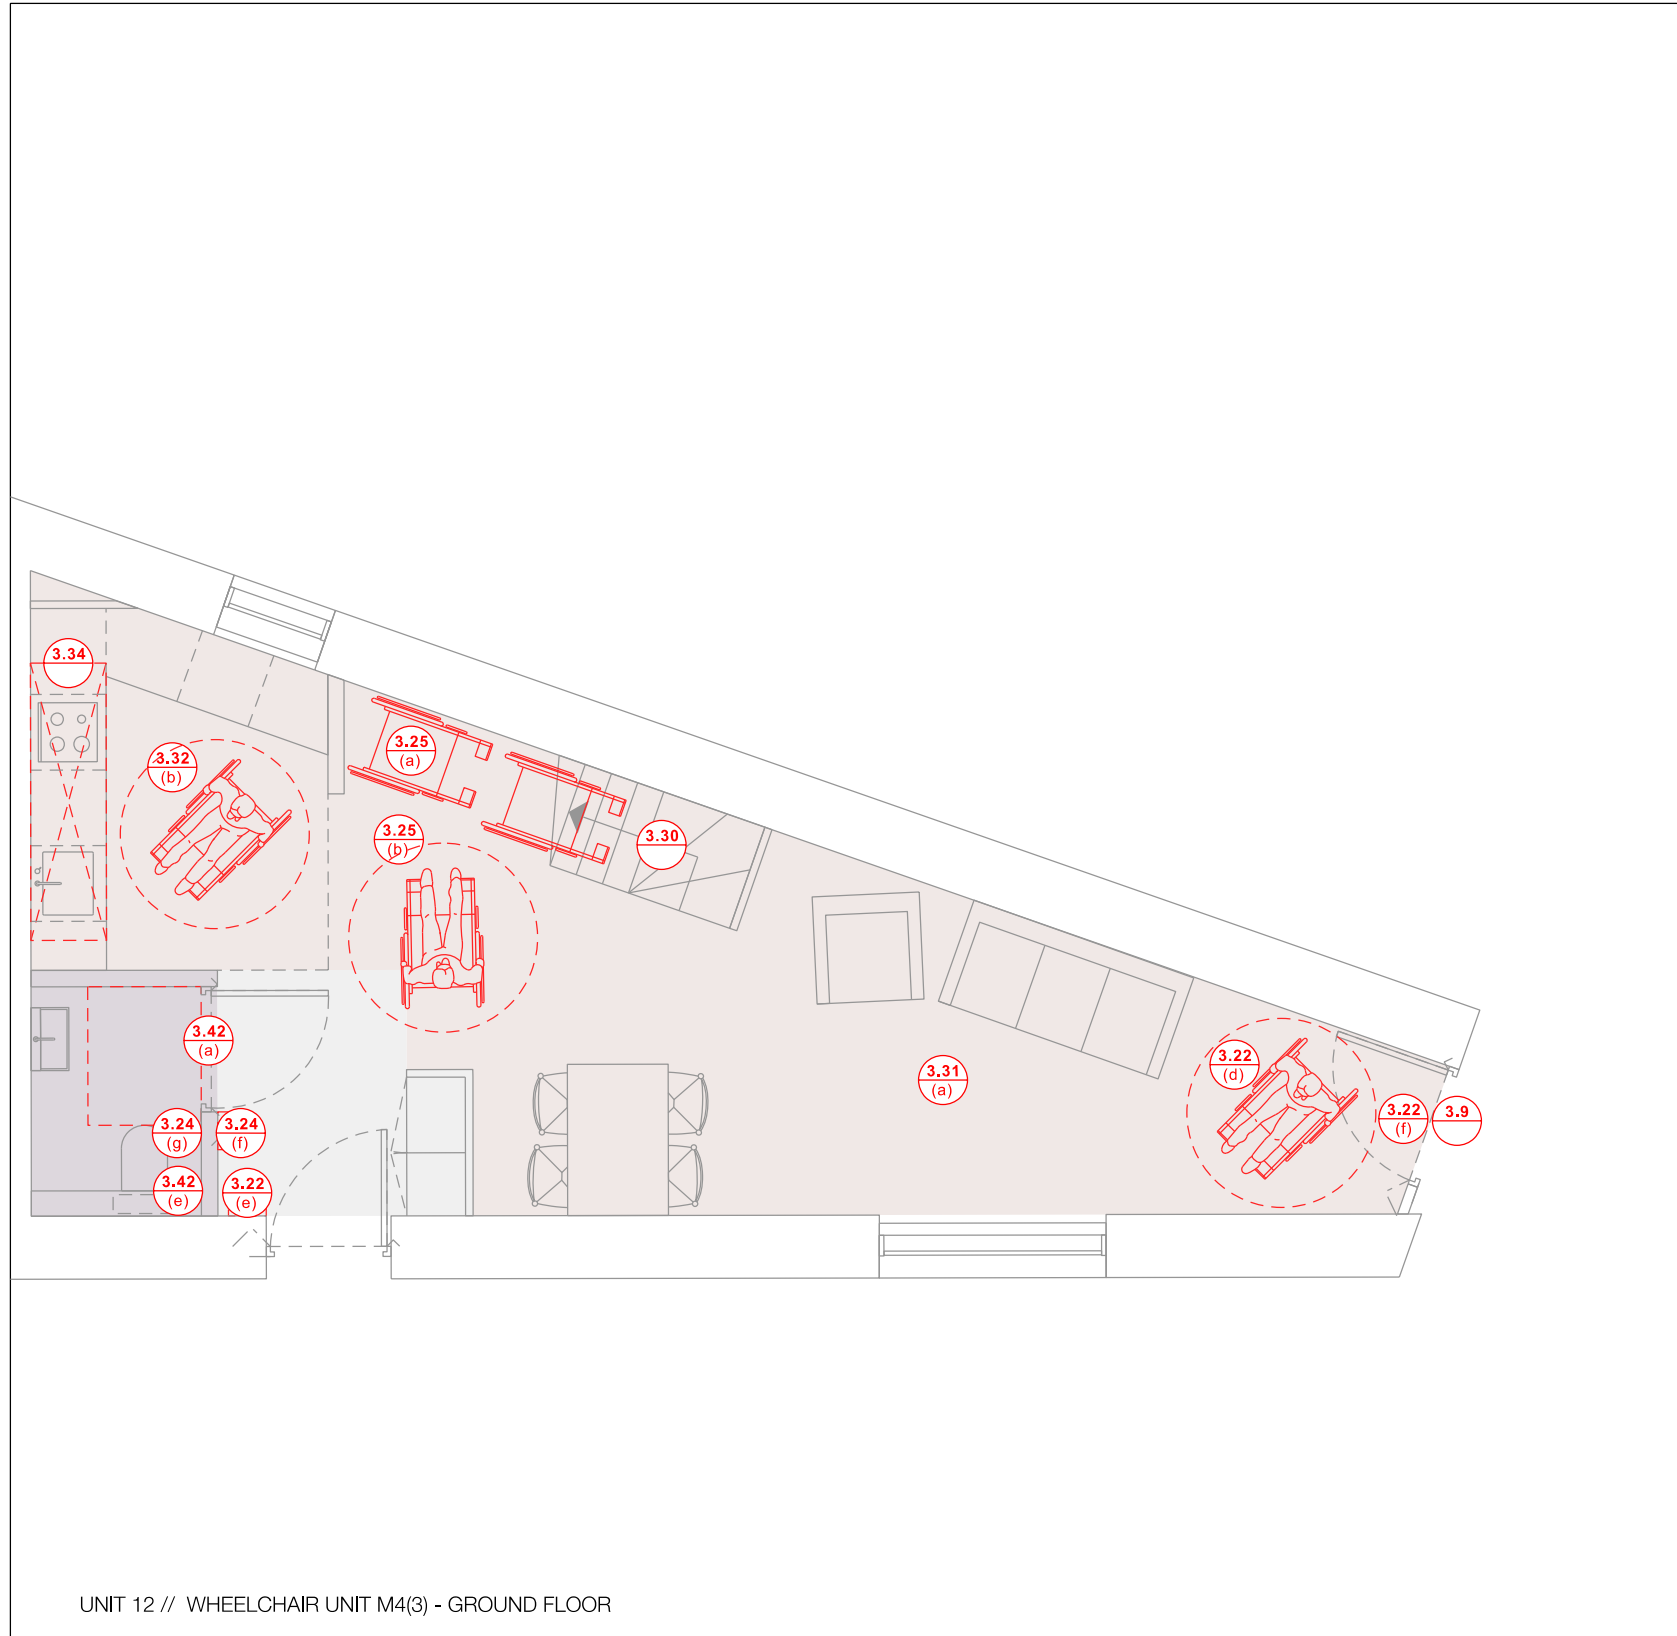 3.34
3.32
(b)
3.25
(a)
3.25
(b)
3.30
3.42
(a)
3.31
(a)
3.22
(d)
3.22
(f)
3.9
3.24
(g)
3.24
(f)
3.42
(e)
3.22
(e)
UNIT 12 // WHEELCHAIR UNIT M4(3) - GROUND FLOOR